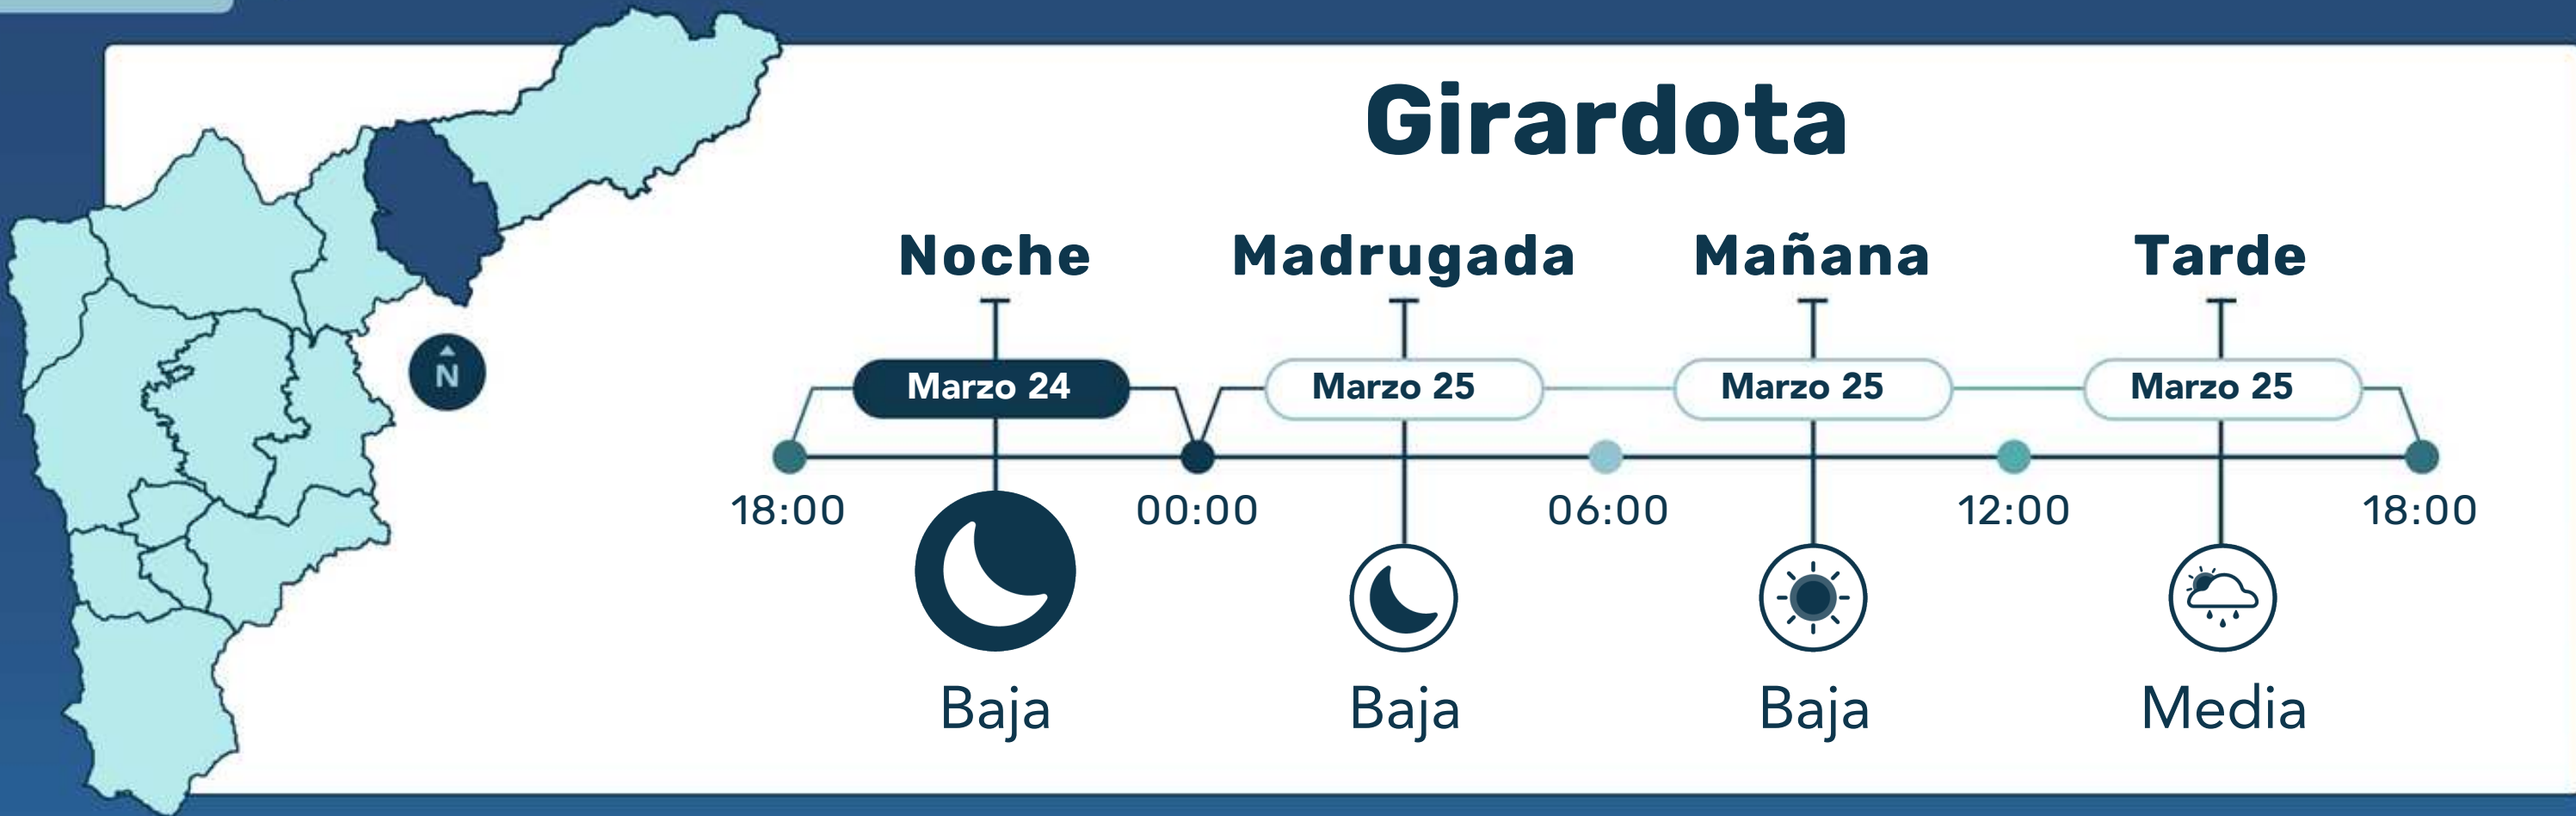 Girardota
Noche Madrugada Mañana Tarde
Marzo 24 Marzo 25 Marzo 25 Marzo 25
N
18:00 00:00 06:00 12:00 18:00
Baja Baja Baja Media